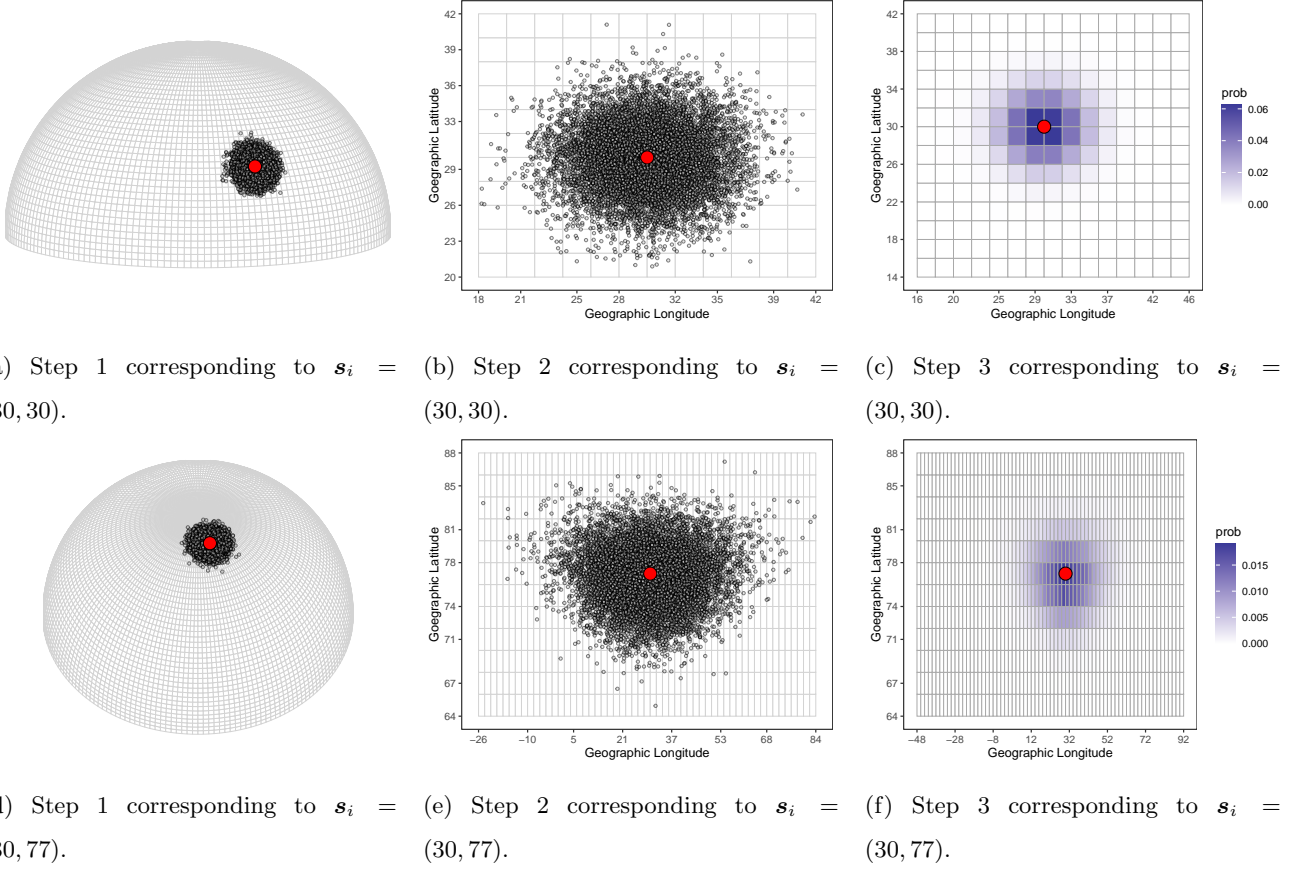 42
39
36
33
29
26
23
20
Goegraphic Latitude
18 21 25 28 32 35 39 42
Geographic Longitude
42
38
34
30
26
22
18
14
Goegraphic Latitude
16 20 25 29 33 37 42 46
Geographic Longitude
prob
0.06
0.04
0.02
0.00
) Step 1 corresponding to s_i =
30, 30).
(b) Step 2 corresponding to s_i =
(30, 30).
(c) Step 3 corresponding to s_i =
(30, 30).
88
85
81
78
74
71
67
64
Goegraphic Latitude
−26 −10 5 21 37 53 68 84
Geographic Longitude
88
85
81
78
74
71
67
64
Goegraphic Latitude
−48 −28 −8 12 32 52 72 92
Geographic Longitude
prob
0.015
0.010
0.005
0.000
) Step 1 corresponding to s_i =
30, 77).
(e) Step 2 corresponding to s_i =
(30, 77).
(f) Step 3 corresponding to s_i =
(30, 77).